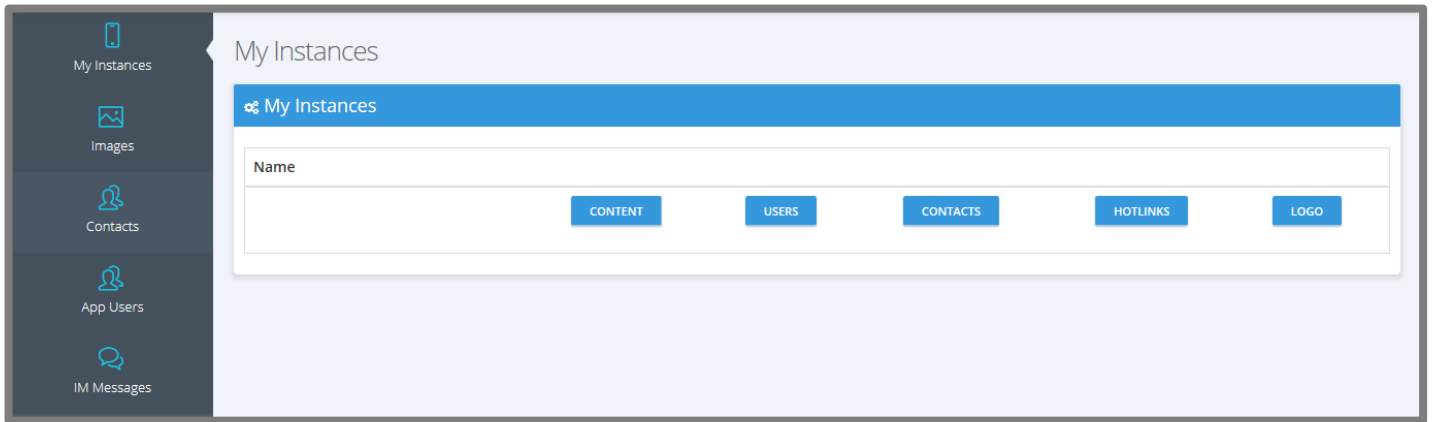 My Instances
Images
Contacts
App Users
IM Messages
My Instances
My Instances
Name
CONTENT USERS CONTACTS HOTLINKS LOGO